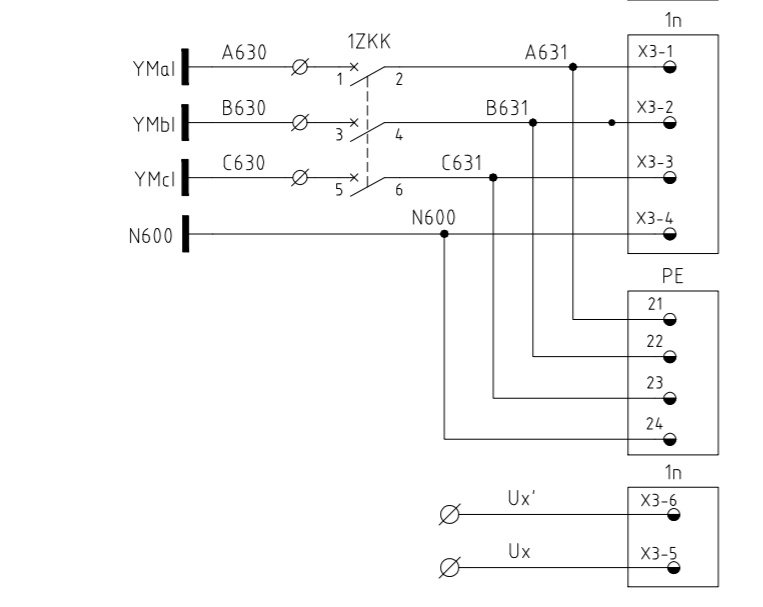 1n
1ZKK
YMaI A630 1 2 A631 X3-1
YMbI B630 3 4 B631 X3-2
YMcI C630 5 6 C631 X3-3
N600 N600 X3-4
PE
21
22
23
24
1n
Ux' X3-6
Ux X3-5